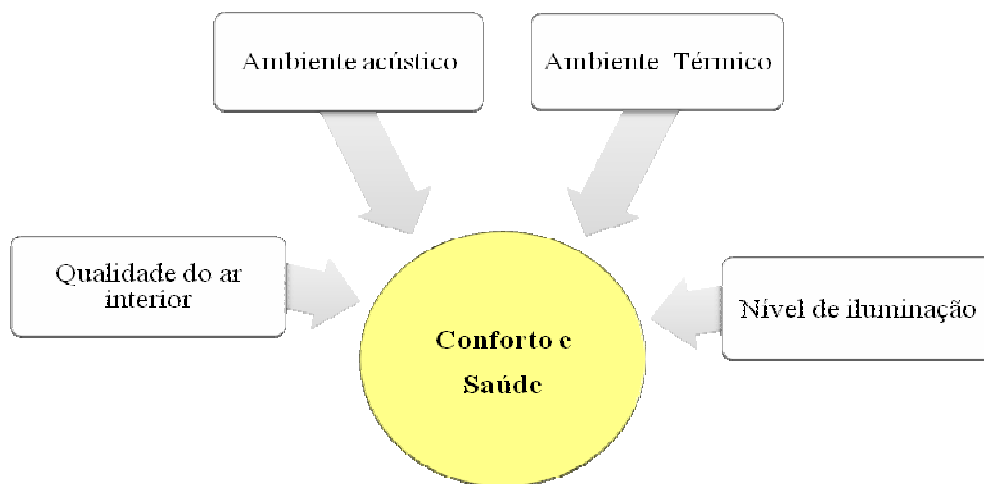 Ambiente acústico
Ambiente Térmico
Qualidade do ar
interior
Nível de iluminação
Conforto e
Saúde